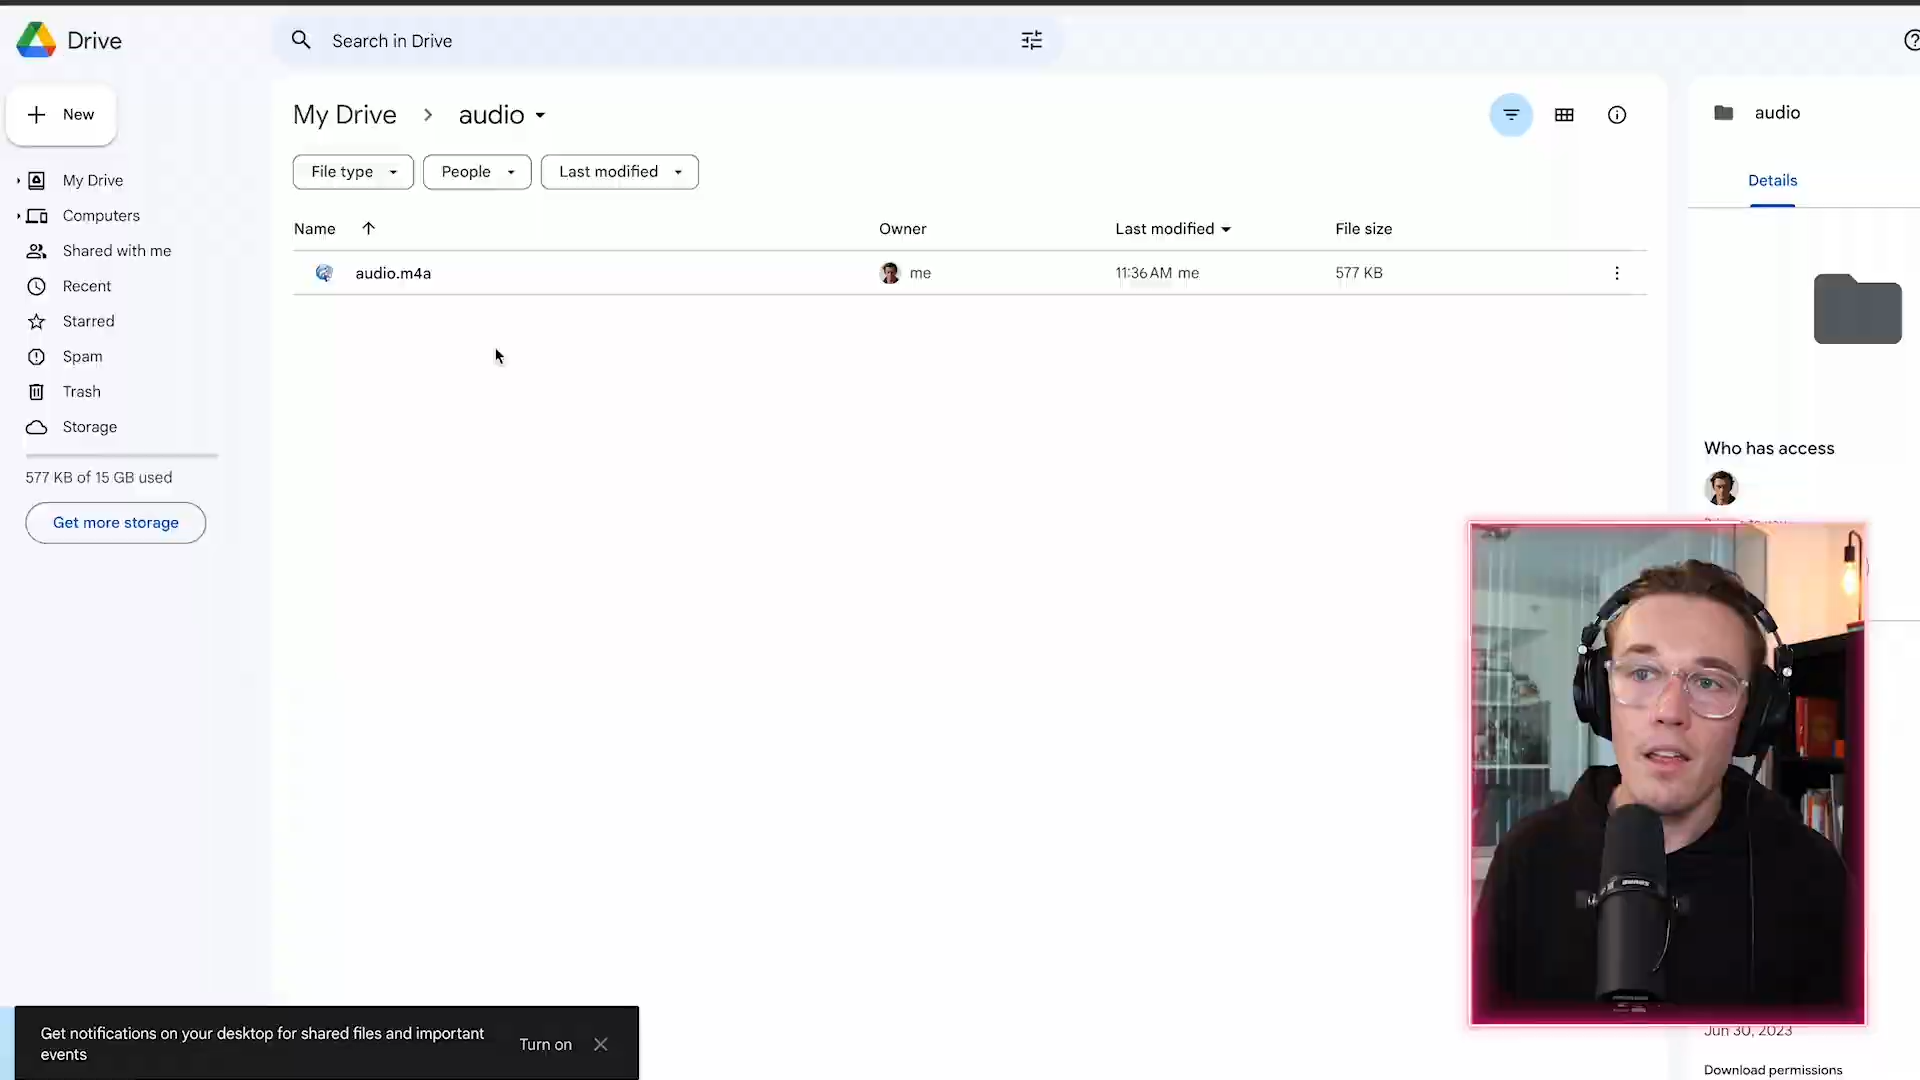 Drive
Search in Drive
New
My Drive
Computers
Shared with me
Recent
Starred
Spam
Trash
Storage
577 KB of 15 GB used
Get more storage
My Drive > audio
File type
People
Last modified
Name
Owner
Last modified
File size
audio.m4a
me
11:36 AM me
577 KB
audio
Details
Who has access
Jun 30, 2023
Download permissions
Get notifications on your desktop for shared files and important
events
Turn on